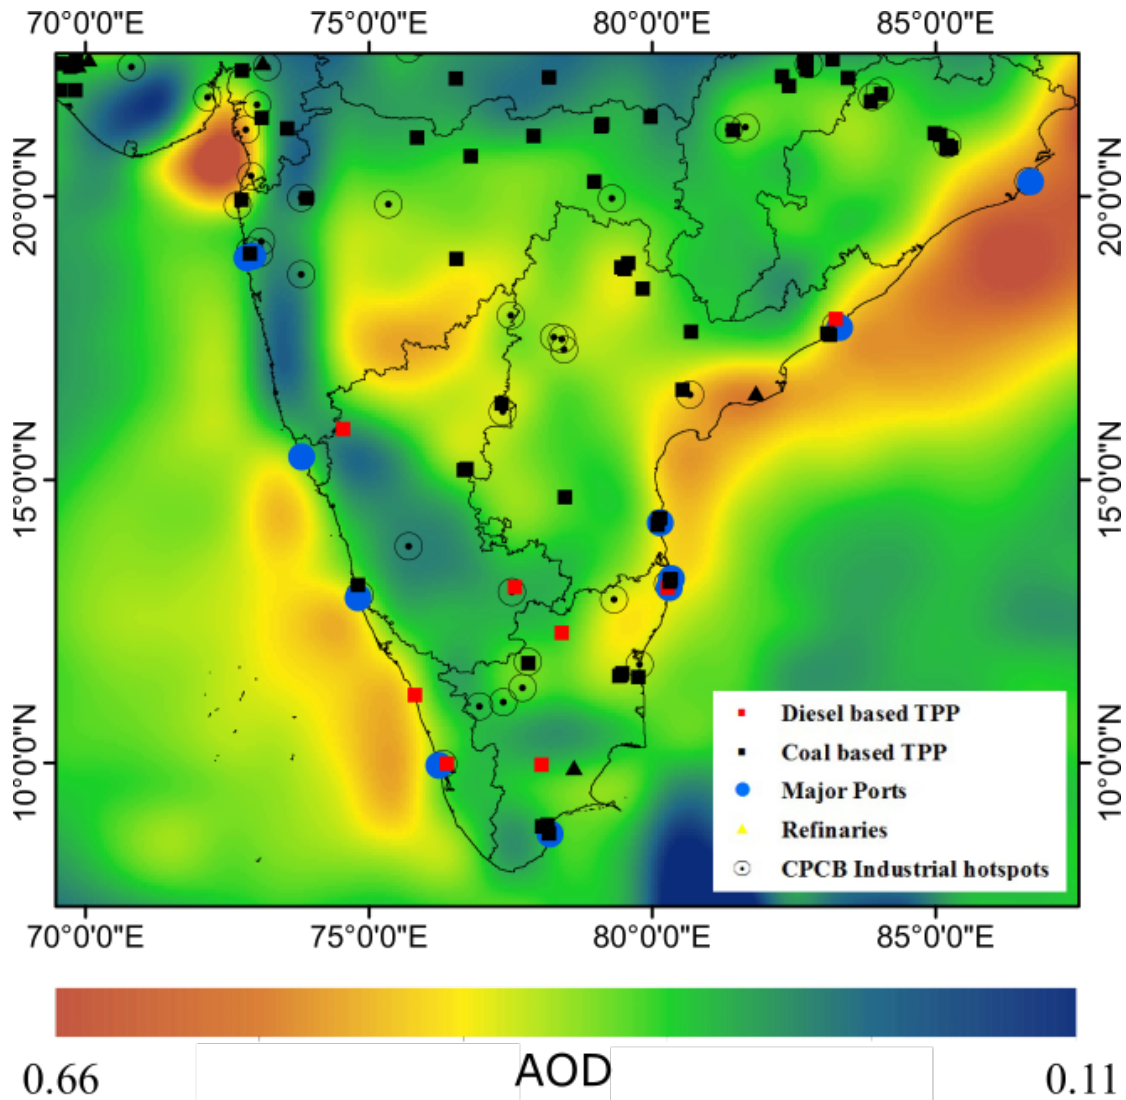 70°0'0"E 75°0'0"E 80°0'0"E 85°0'0"E
20°0'0"N 20°0'0"N
15°0'0"N 15°0'0"N
10°0'0"N 10°0'0"N
Diesel based TPP
Coal based TPP
Major Ports
Refinaries
CPCB Industrial hotspots
70°0'0"E 75°0'0"E 80°0'0"E 85°0'0"E
0.66 AOD 0.11